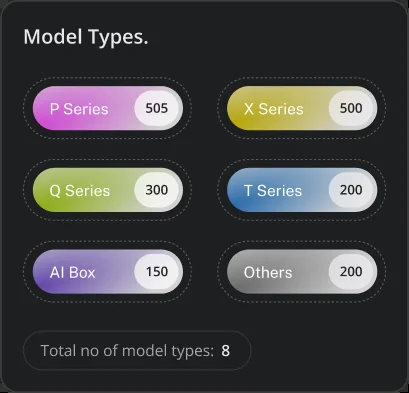 Model Types.
P Series 505
X Series 500
Q Series 300
T Series 200
AI Box 150
Others 200
Total no of model types: 8